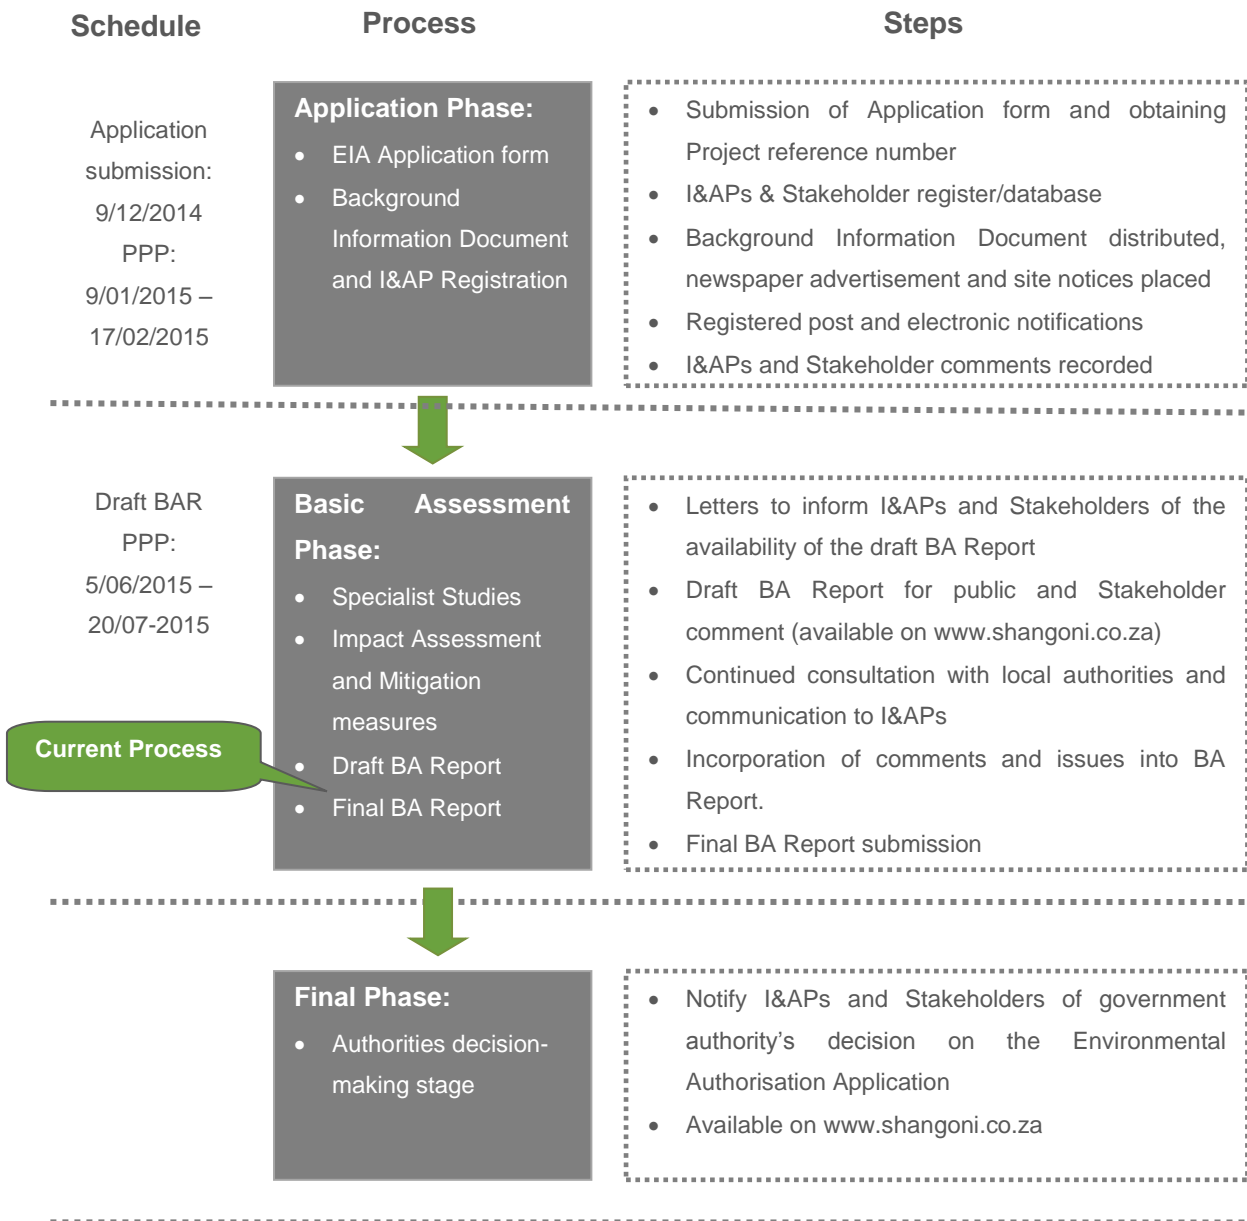 Schedule
Process
Steps
Application
submission:
9/12/2014
PPP:
9/01/2015 –
17/02/2015
Application Phase:
• EIA Application form
• Background
Information Document
and I&AP Registration
• Submission of Application form and obtaining
Project reference number
• I&APs & Stakeholder register/database
• Background Information Document distributed,
newspaper advertisement and site notices placed
• Registered post and electronic notifications
• I&APs and Stakeholder comments recorded
Draft BAR
PPP:
5/06/2015 –
20/07-2015
Current Process
Basic Assessment
Phase:
• Specialist Studies
• Impact Assessment
and Mitigation
measures
• Draft BA Report
• Final BA Report
• Letters to inform I&APs and Stakeholders of the
availability of the draft BA Report
• Draft BA Report for public and Stakeholder
comment (available on www.shangoni.co.za)
• Continued consultation with local authorities and
communication to I&APs
• Incorporation of comments and issues into BA
Report.
• Final BA Report submission
Final Phase:
• Authorities decision-
making stage
• Notify I&APs and Stakeholders of government
authority’s decision on the Environmental
Authorisation Application
• Available on www.shangoni.co.za